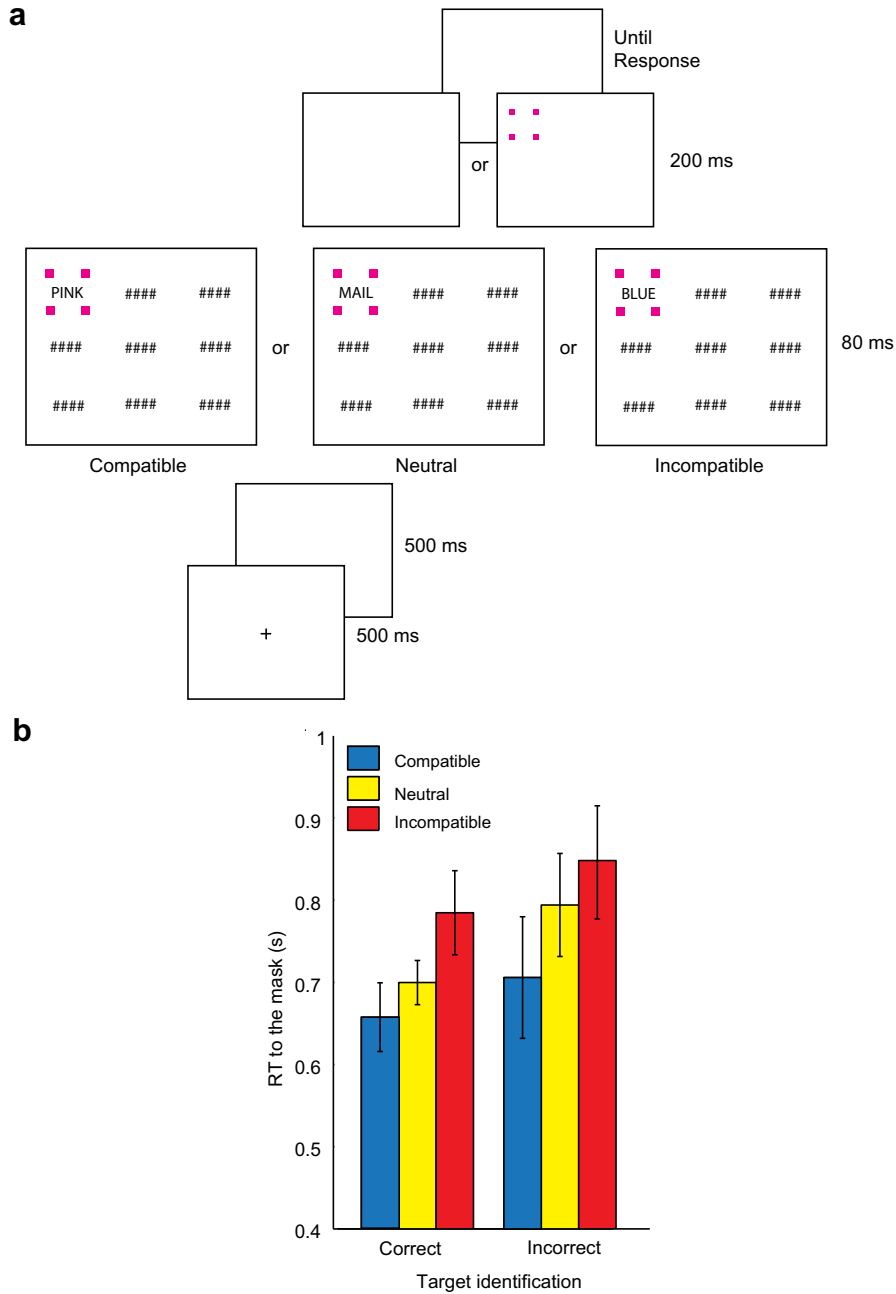 a
Until
Response
or
200 ms
PINK #### ####
#### #### ####
#### #### ####
or
MAIL #### ####
#### #### ####
#### #### ####
or
BLUE #### ####
#### #### ####
#### #### ####
80 ms
Compatible
Neutral
Incompatible
500 ms
+
500 ms
b
RT to the mask (s)
1
0.9
0.8
0.7
0.6
0.5
0.4
Compatible
Neutral
Incompatible
Correct
Incorrect
Target identification